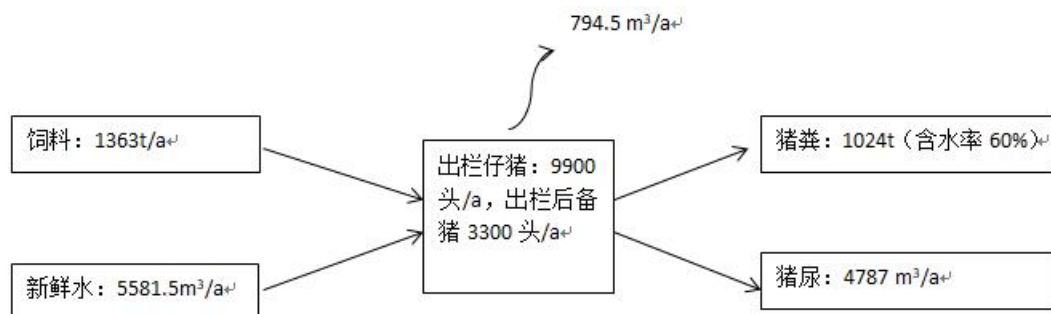 794.5 m³/a↵
饲料：1363t/a↵
出栏仔猪：9900
头/a，出栏后备
猪 3300 头/a↵
猪粪：1024t（含水率 60%）↵
新鲜水：5581.5m³/a↵
猪尿：4787 m³/a↵